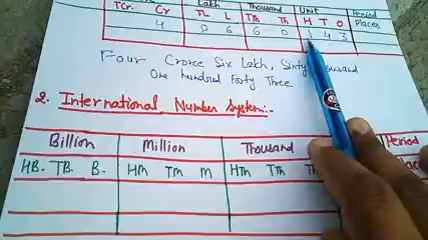 Lakh Thousand Unit Period
TCr. Cr TL L TTh Th H T O Places
4 0 6 6 0 1 4 3
Four Crore Six Lakh, Sixty Thousand
One hundred Forty Three
2. International Number System:-
Billion Million Thousand Period
HB. TB. B. HM TM M HTh TTh